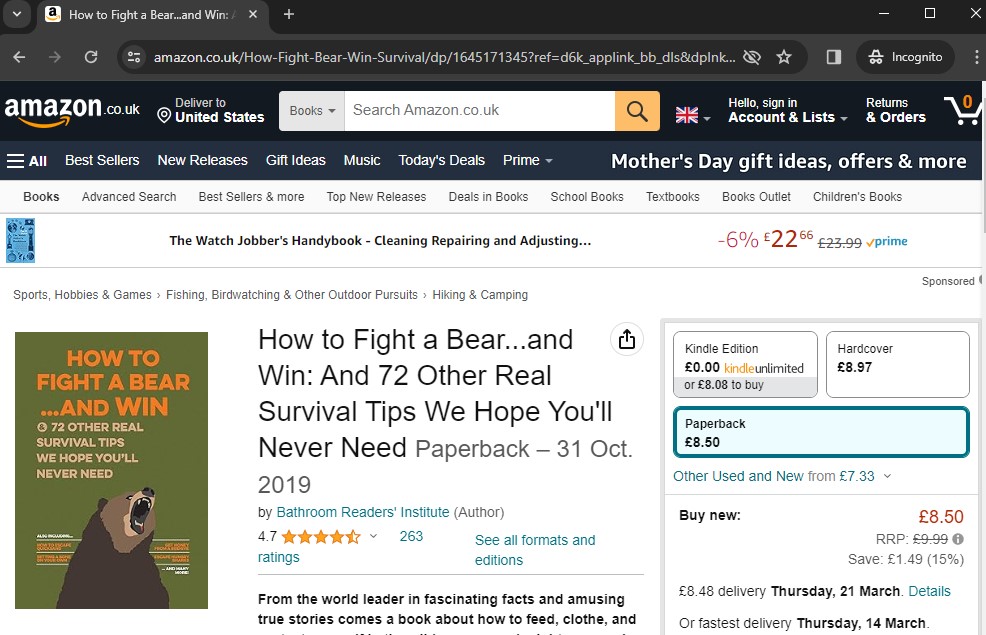 How to Fight a Bear...and Win: A
amazon.co.uk/How-Fight-Bear-Win-Survival/dp/1645171345?ref=d6k_applink_bb_dls&dplnk...
Incognito
amazon.co.uk
Deliver to
United States
Books
Search Amazon.co.uk
Hello, sign in
Account & Lists
Returns
& Orders
0
All
Best Sellers
New Releases
Gift Ideas
Music
Today's Deals
Prime
Mother's Day gift ideas, offers & more
Books
Advanced Search
Best Sellers & more
Top New Releases
Deals in Books
School Books
Textbooks
Books Outlet
Children's Books
The Watch Jobber's Handybook - Cleaning Repairing and Adjusting...
-6% £22 66 £23.99 prime
Sponsored
Sports, Hobbies & Games › Fishing, Birdwatching & Other Outdoor Pursuits › Hiking & Camping
HOW TO
FIGHT A BEAR
...AND WIN
& 72 OTHER REAL
SURVIVAL TIPS
WE HOPE YOU'LL
NEVER NEED
ALSO INCLUDING...
... AND MANY
MORE!
How to Fight a Bear...and
Win: And 72 Other Real
Survival Tips We Hope You'll
Never Need Paperback – 31 Oct.
2019
by Bathroom Readers' Institute (Author)
4.7
263
ratings
See all formats and
editions
From the world leader in fascinating facts and amusing
true stories comes a book about how to feed, clothe, and
Kindle Edition
£0.00 kindleunlimited
or £8.08 to buy
Hardcover
£8.97
Paperback
£8.50
Other Used and New from £7.33
Buy new:
£8.50
RRP: £9.99
Save: £1.49 (15%)
£8.48 delivery Thursday, 21 March. Details
Or fastest delivery Thursday, 14 March.